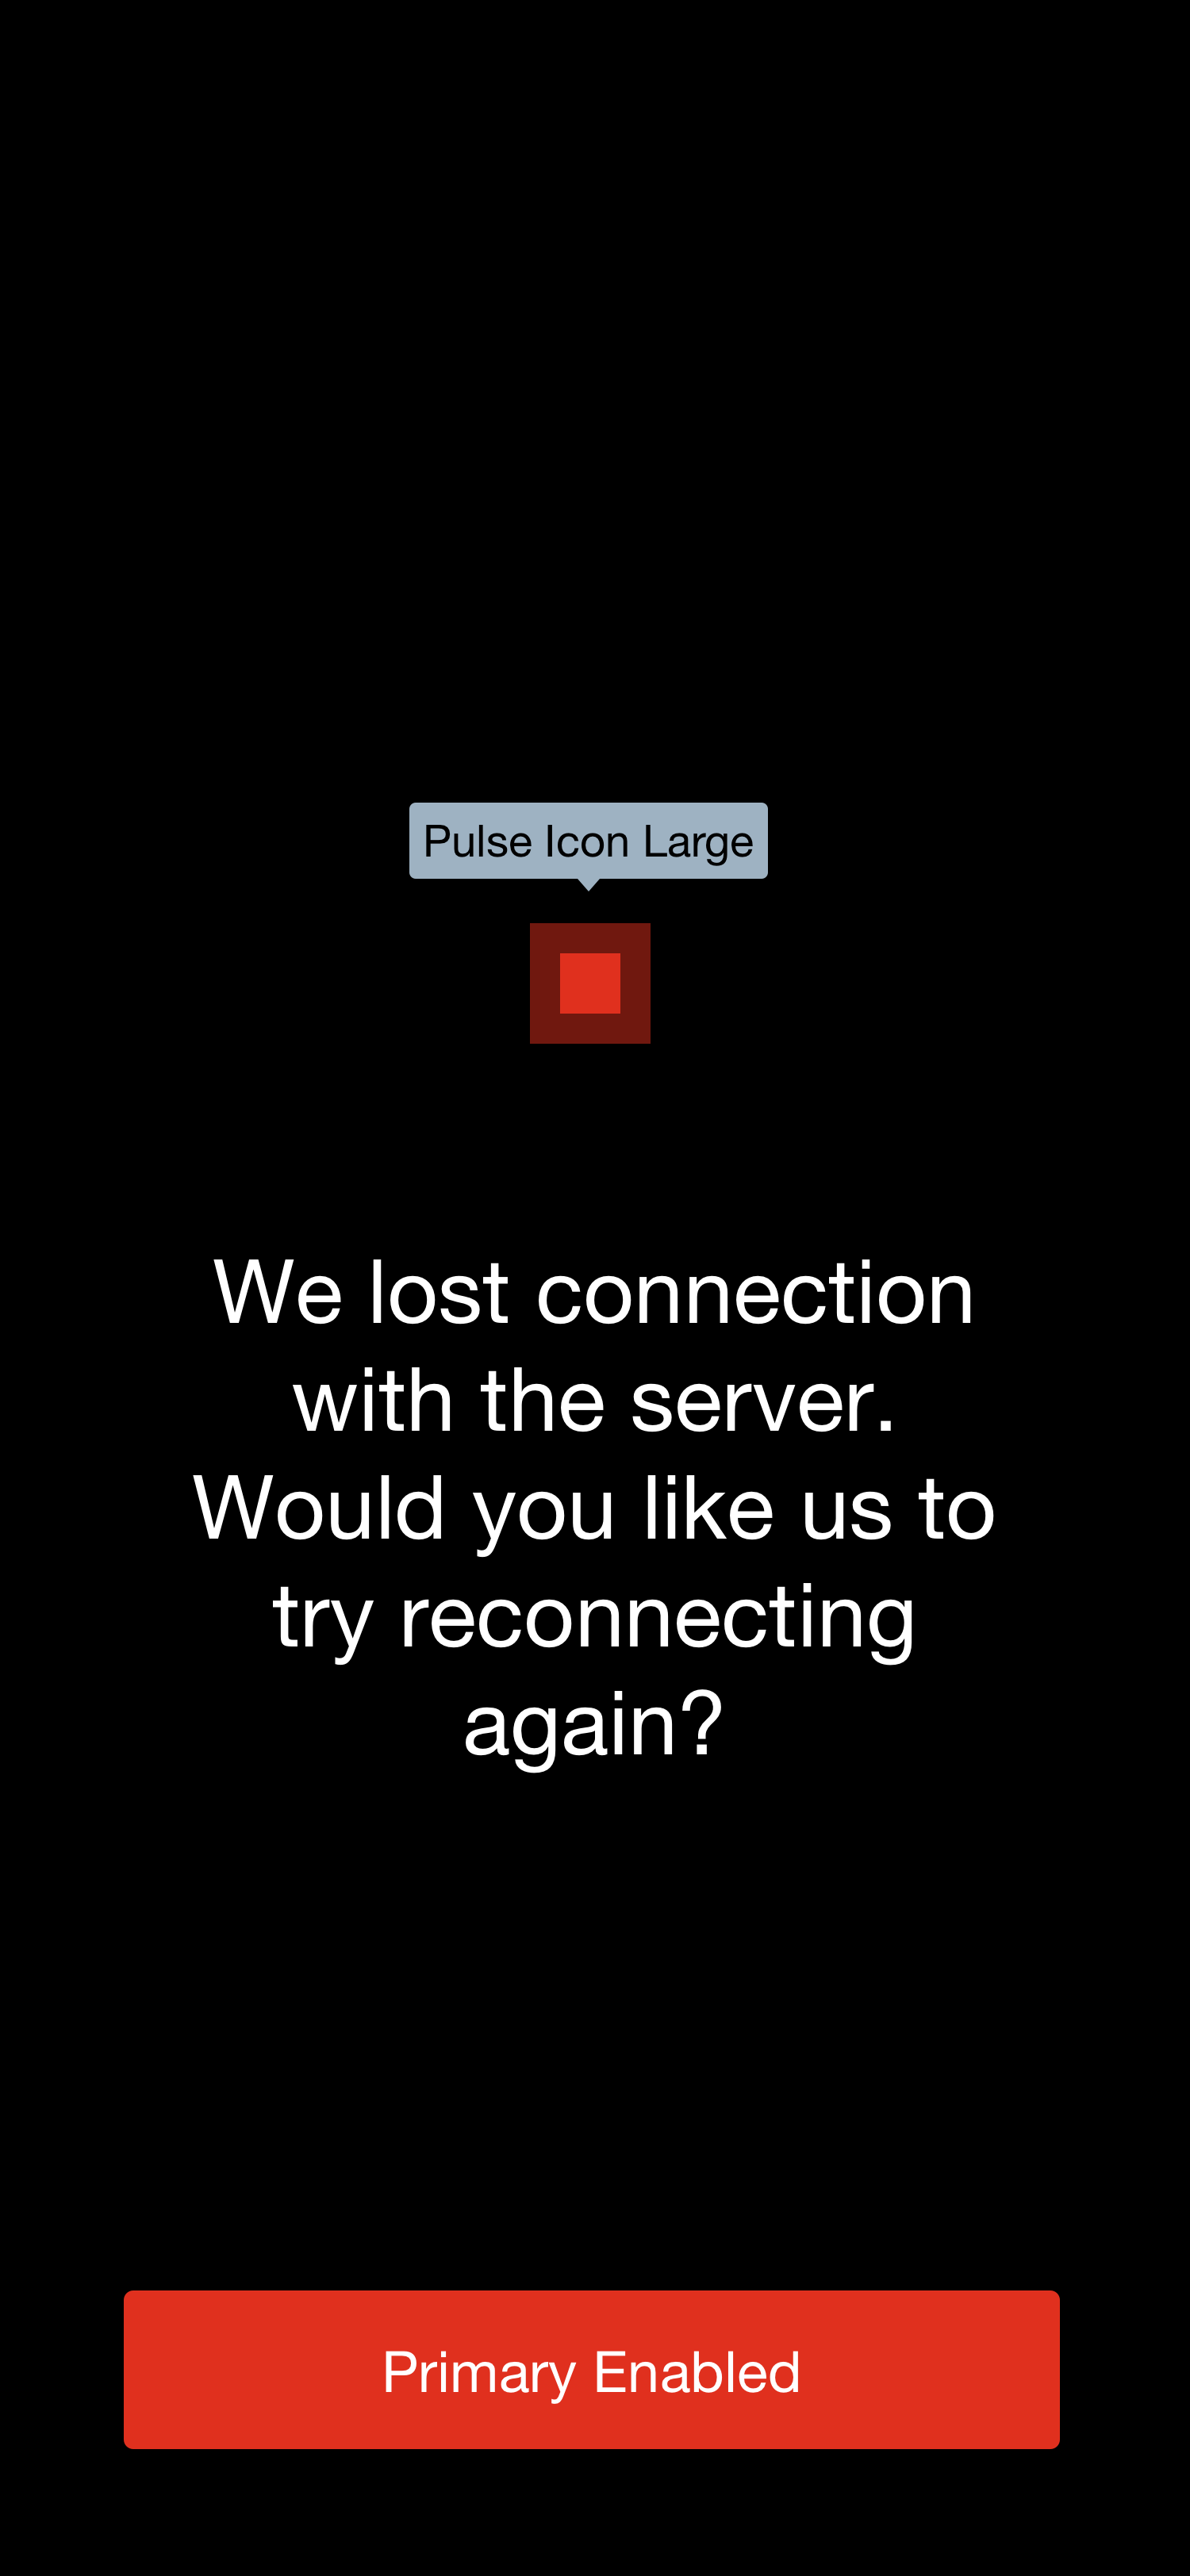 Pulse Icon Large
We lost connection
with the server.
Would you like us to
try reconnecting
again?
Primary Enabled